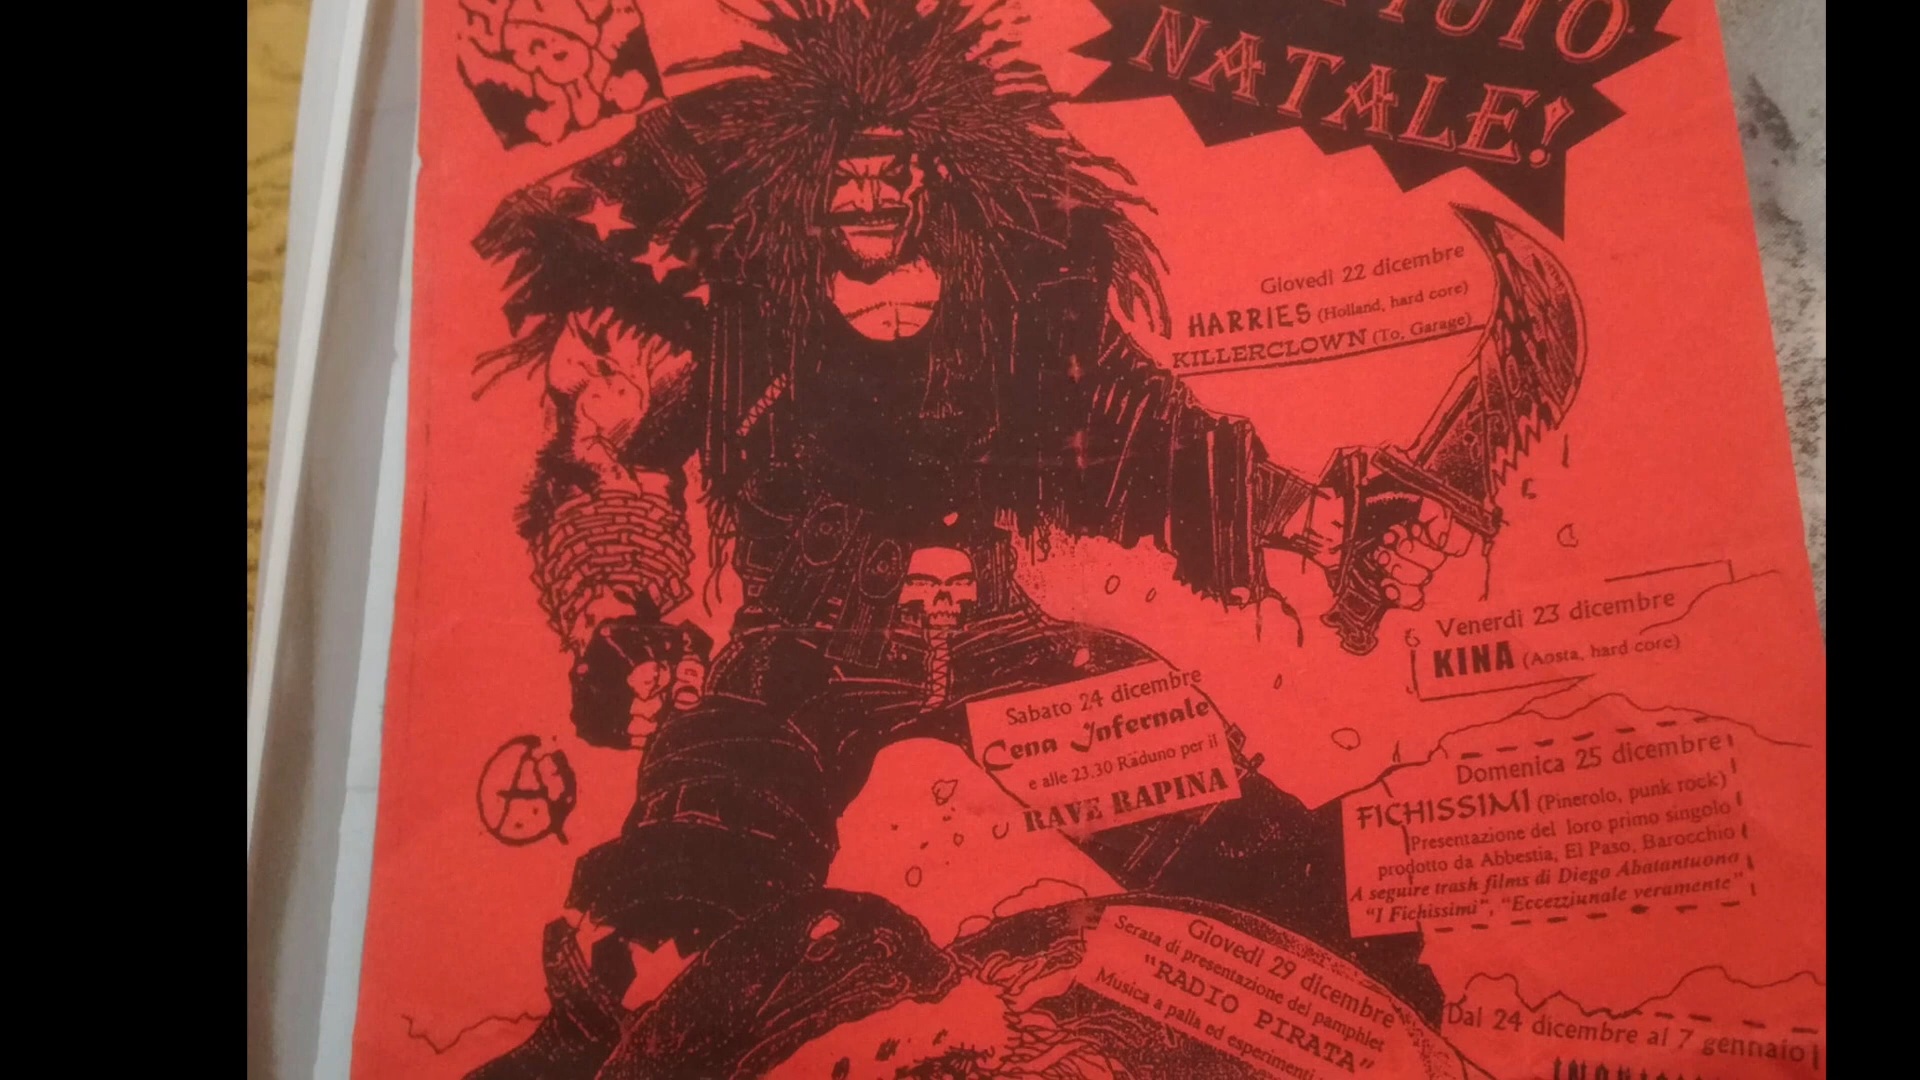 NATALE!
Giovedì 22 dicembre
HARRIES (Holland, hard core)
KILLERCLOWN (To, Garage)
Venerdì 23 dicembre
KINA (Aosta, hard core)
Sabato 24 dicembre
Cena Infernale
e alle 23.30 Raduno per il
RAVE RAPINA
Domenica 25 dicembre
FICHISSIMI (Pinerolo, punk rock)
Presentazione del loro primo singolo
prodotto da Abbestia, El Paso, Barocchio
A seguire trash films di Diego Abatantuono
"I Fichissimi", "Eccezziunale veramente"
Giovedì 29 dicembre
Serata di presentazione del pamphlet
"RADIO PIRATA"
Musica a palla ed esperimenti
Dal 24 dicembre al 7 gennaio
A